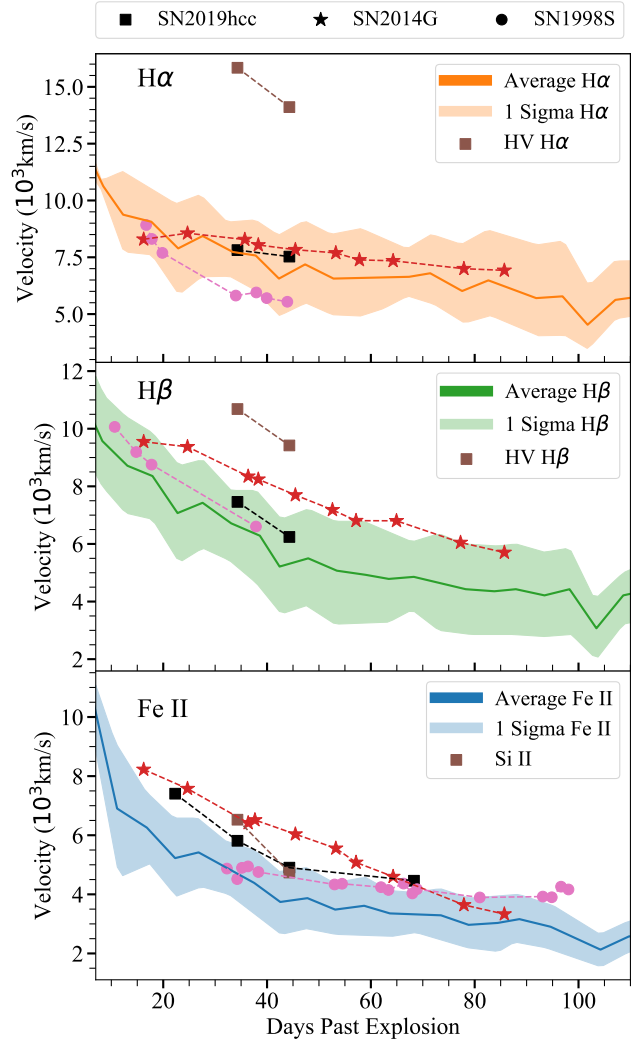 SN2019hcc SN2014G SN1998S
Hα
Average Hα
1 Sigma Hα
HV Hα
15.0
12.5
10.0
7.5
5.0
Velocity (10³km/s)
Hβ
Average Hβ
1 Sigma Hβ
HV Hβ
12
10
8
6
4
2
Velocity (10³km/s)
Fe II
Average Fe II
1 Sigma Fe II
Si II
10
8
6
4
2
Velocity (10³km/s)
20 40 60 80 100
Days Past Explosion